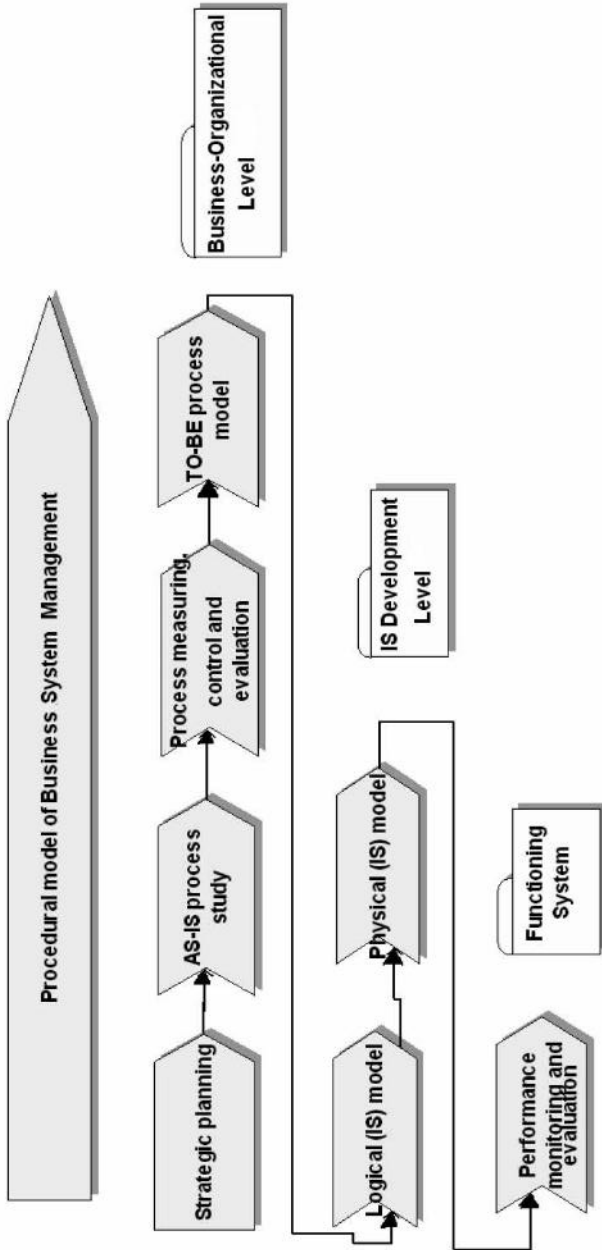 Procedural model of Business System Management
Strategic planning
AS-IS process
study
Process measuring,
control and
evaluation
TO-BE process
model
Business-Organizational
Level
Logical (IS) model
Physical (IS) model
IS Development
Level
Performance
monitoring and
evaluation
Functioning
System